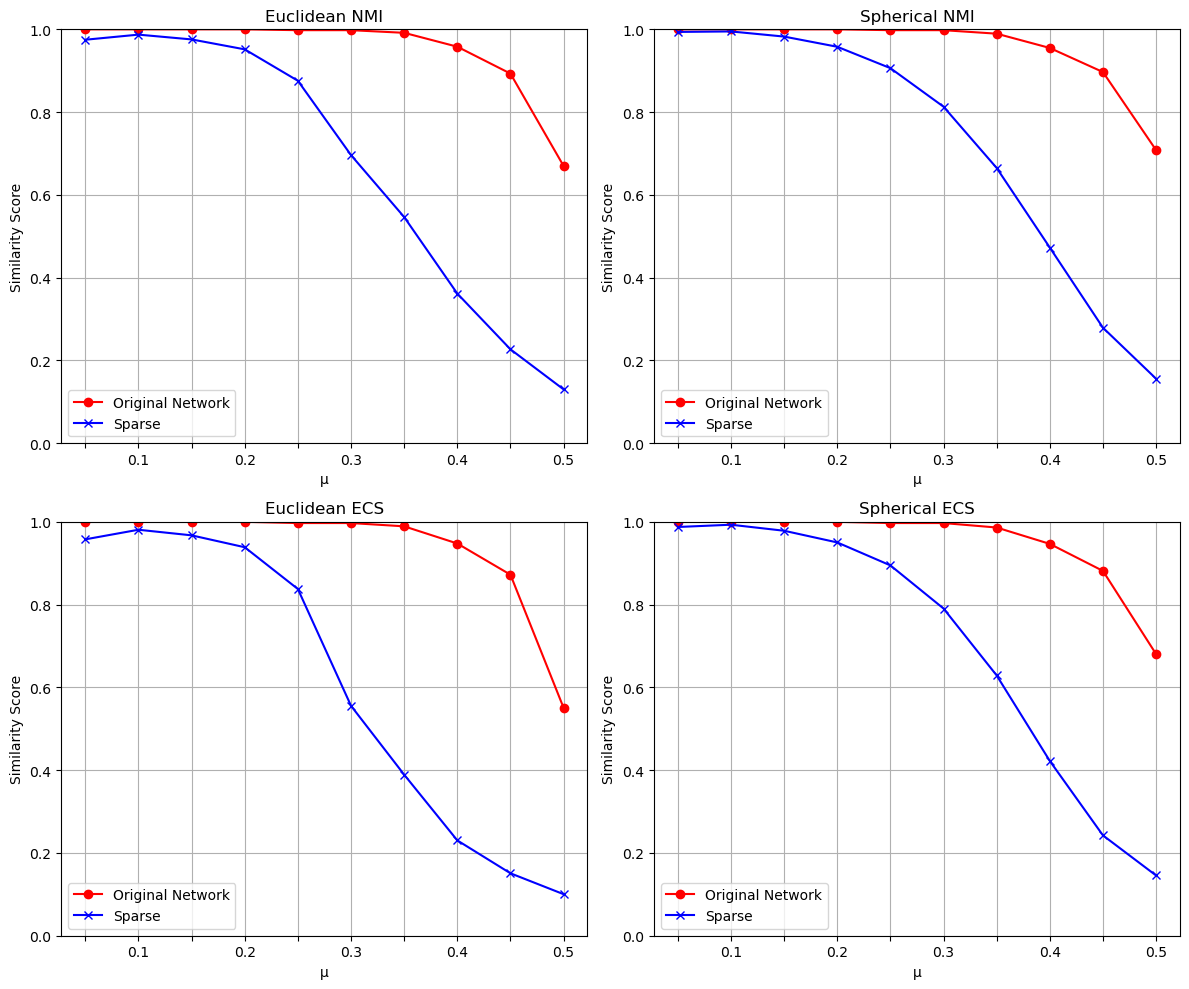 Euclidean NMI
Similarity Score
1.0
0.8
0.6
0.4
0.2
0.0
Original Network
Sparse
0.1 0.2 0.3 0.4 0.5
μ
Spherical NMI
Similarity Score
1.0
0.8
0.6
0.4
0.2
0.0
Original Network
Sparse
0.1 0.2 0.3 0.4 0.5
μ
Euclidean ECS
Similarity Score
1.0
0.8
0.6
0.4
0.2
0.0
Original Network
Sparse
0.1 0.2 0.3 0.4 0.5
μ
Spherical ECS
Similarity Score
1.0
0.8
0.6
0.4
0.2
0.0
Original Network
Sparse
0.1 0.2 0.3 0.4 0.5
μ